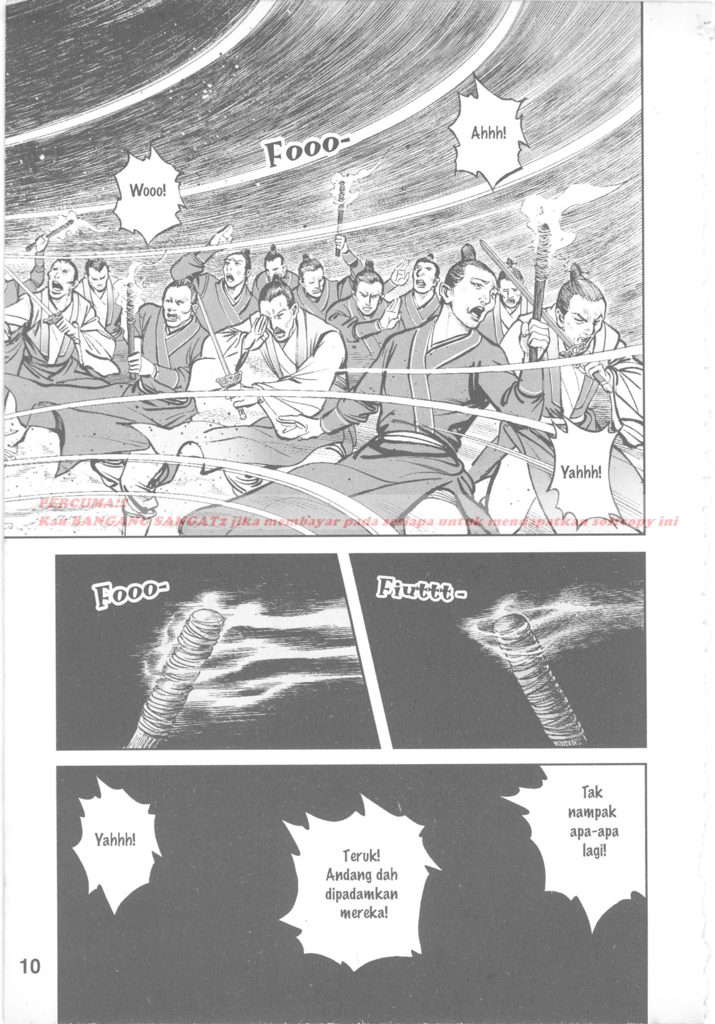 Ahhh!
Fooo-
Wooo!
Yahhh!
PERCUMA!!!
Kau BANGANG SANGAT2 jika membayar pada sesiapa untuk mendapatkan softcopy ini
Fooo-
Fiuttt-
Tak
nampak
apa-apa
lagi!
Teruk!
Andang dah
dipadamkan
mereka!
Yahhh!
10